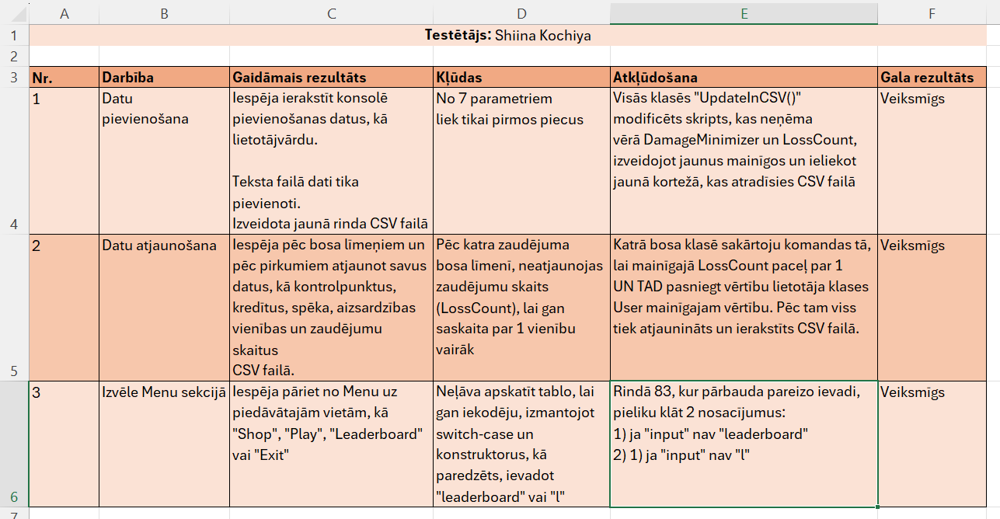 A B C D E F
1 Testētājs: Shiina Kochiya
2
3 Nr. Darbība Gaidāmais rezultāts Kļūdas Atkļūdošana Gala rezultāts
4
1
Datu
pievienošana
Iespēja ierakstīt konsolē
pievienošanas datus, kā
lietotājvārdu.
Teksta failā dati tika
pievienoti.
Izveidota jaunā rinda CSV failā
No 7 parametriem
liek tikai pirmos piecus
Visās klasēs "UpdateInCSV()"
modificēts skripts, kas neņēma
vērā DamageMinimizer un LossCount,
izveidojot jaunus mainīgos un ieliekot
jaunā kortežā, kas atradīsies CSV failā
Veiksmīgs
5
2
Datu atjaunošana
Iespēja pēc bosa līmeņiem un
pēc pirkumiem atjaunot savus
datus, kā kontrolpunktus,
kredītus, spēka, aizsardzības
vienības un zaudējumu
skaitus
CSV failā.
Pēc katra zaudējuma
bosa līmenī, neatjaunojas
zaudējumu skaits
(LossCount), lai gan
saskaita par 1 vienību
vairāk
Katrā bosa klasē sakārtoju komandas tā,
lai mainīgajā LossCount paceļ par 1
UN TAD pasniegt vērtību lietotāja klases
User mainīgajam vērtību. Pēc tam viss
tiek atjaunināts un ierakstīts CSV failā.
Veiksmīgs
6
3
Izvēle Menu sekcijā
Iespēja pāriet no Menu uz
piedāvātajām vietām, kā
"Shop", "Play", "Leaderboard"
vai "Exit"
Neļāva apskatīt tablo, lai
gan iekodēju, izmantojot
switch-case un
konstruktorus, kā
paredzēts, ievadot
"leaderboard" vai "l"
Rindā 83, kur pārbauda pareizo ievadi,
pieliku klāt 2 nosacījumus:
1) ja "input" nav "leaderboard"
2) 1) ja "input" nav "l"
Veiksmīgs
7